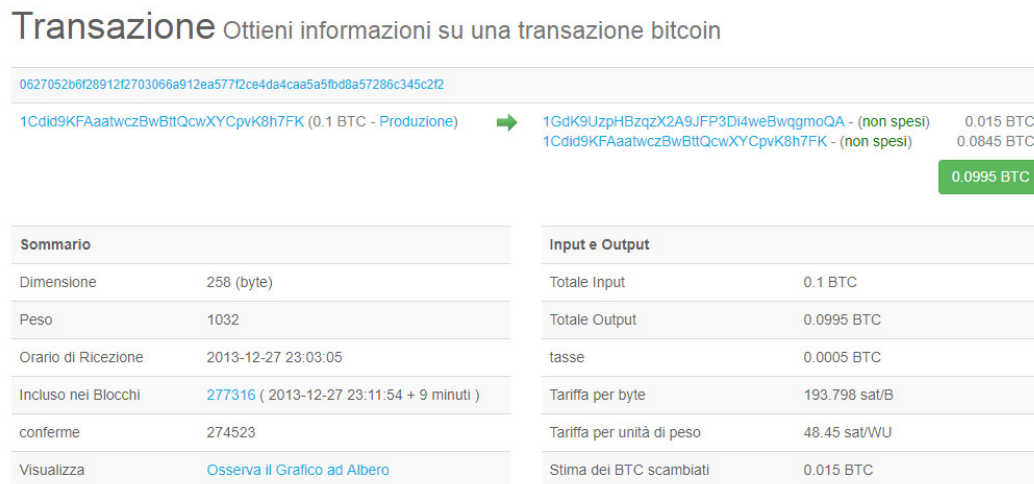 Transazione Ottieni informazioni su una transazione bitcoin
0627052b6f28912f2703066a912ea577f2ce4da4caa5a5fbd8a57286c345c2f2
1Cdid9KFAaatwczBwBttQcwXYCpvK8h7FK (0.1 BTC - Produzione)
1GdK9UzpHBzqzX2A9JFP3Di4weBwqgmoQA - (non spesi) 0.015 BTC
1Cdid9KFAaatwczBwBttQcwXYCpvK8h7FK - (non spesi) 0.0845 BTC
0.0995 BTC
Sommario
Dimensione 258 (byte)
Peso 1032
Orario di Ricezione 2013-12-27 23:03:05
Incluso nei Blocchi 277316 ( 2013-12-27 23:11:54 + 9 minuti )
conferme 274523
Visualizza Osserva il Grafico ad Albero
Input e Output
Totale Input 0.1 BTC
Totale Output 0.0995 BTC
tasse 0.0005 BTC
Tariffa per byte 193.798 sat/B
Tariffa per unità di peso 48.45 sat/WU
Stima dei BTC scambiati 0.015 BTC